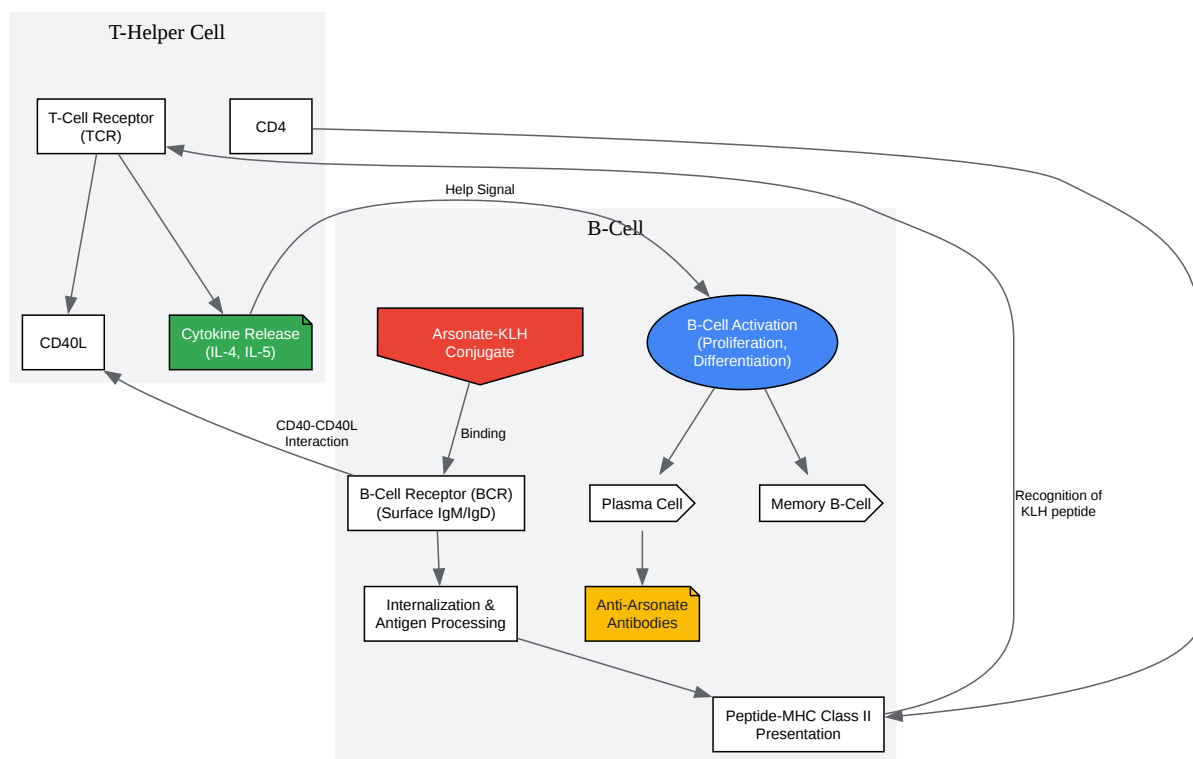 T-Helper Cell
T-Cell Receptor
(TCR)
CD4
Help Signal
B-Cell
CD40L
Cytokine Release
(IL-4, IL-5)
Arsonate-KLH
Conjugate
B-Cell Activation
(Proliferation,
Differentiation)
CD40-CD40L
Interaction
Binding
B-Cell Receptor (BCR)
(Surface IgM/IgD)
Plasma Cell
Memory B-Cell
Recognition of
KLH peptide
Internalization &
Antigen Processing
Anti-Arsonate
Antibodies
Peptide-MHC Class II
Presentation